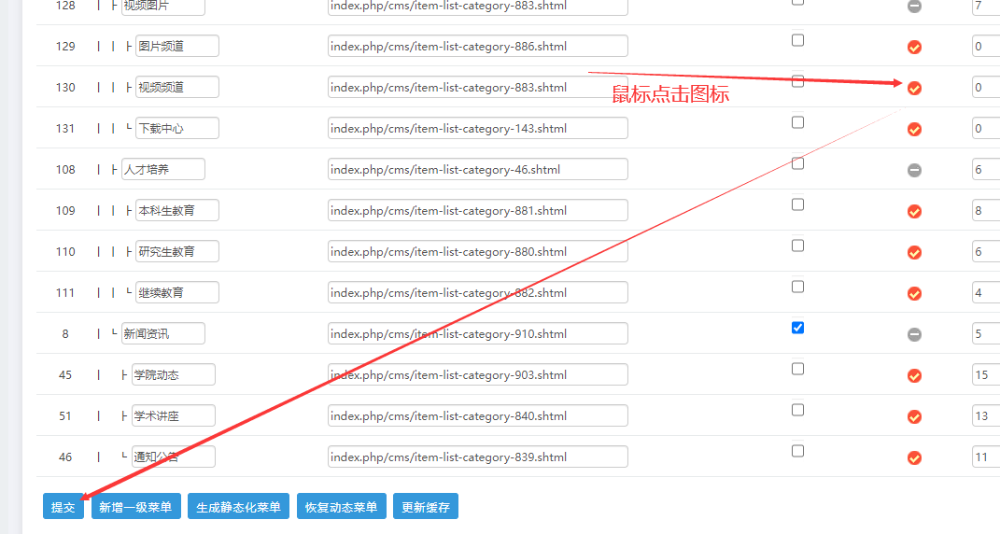 128 视频图片 index.php/cms/item-list-category-883.shtml 7
129 图片频道 index.php/cms/item-list-category-886.shtml 0
130 视频频道 index.php/cms/item-list-category-883.shtml 0
鼠标点击图标
131 下载中心 index.php/cms/item-list-category-143.shtml 0
108 人才培养 index.php/cms/item-list-category-46.shtml 6
109 本科生教育 index.php/cms/item-list-category-881.shtml 8
110 研究生教育 index.php/cms/item-list-category-880.shtml 6
111 继续教育 index.php/cms/item-list-category-882.shtml 4
8 新闻资讯 index.php/cms/item-list-category-910.shtml 5
45 学院动态 index.php/cms/item-list-category-903.shtml 15
51 学术讲座 index.php/cms/item-list-category-840.shtml 13
46 通知公告 index.php/cms/item-list-category-839.shtml 11
提交 新增一级菜单 生成静态化菜单 恢复动态菜单 更新缓存